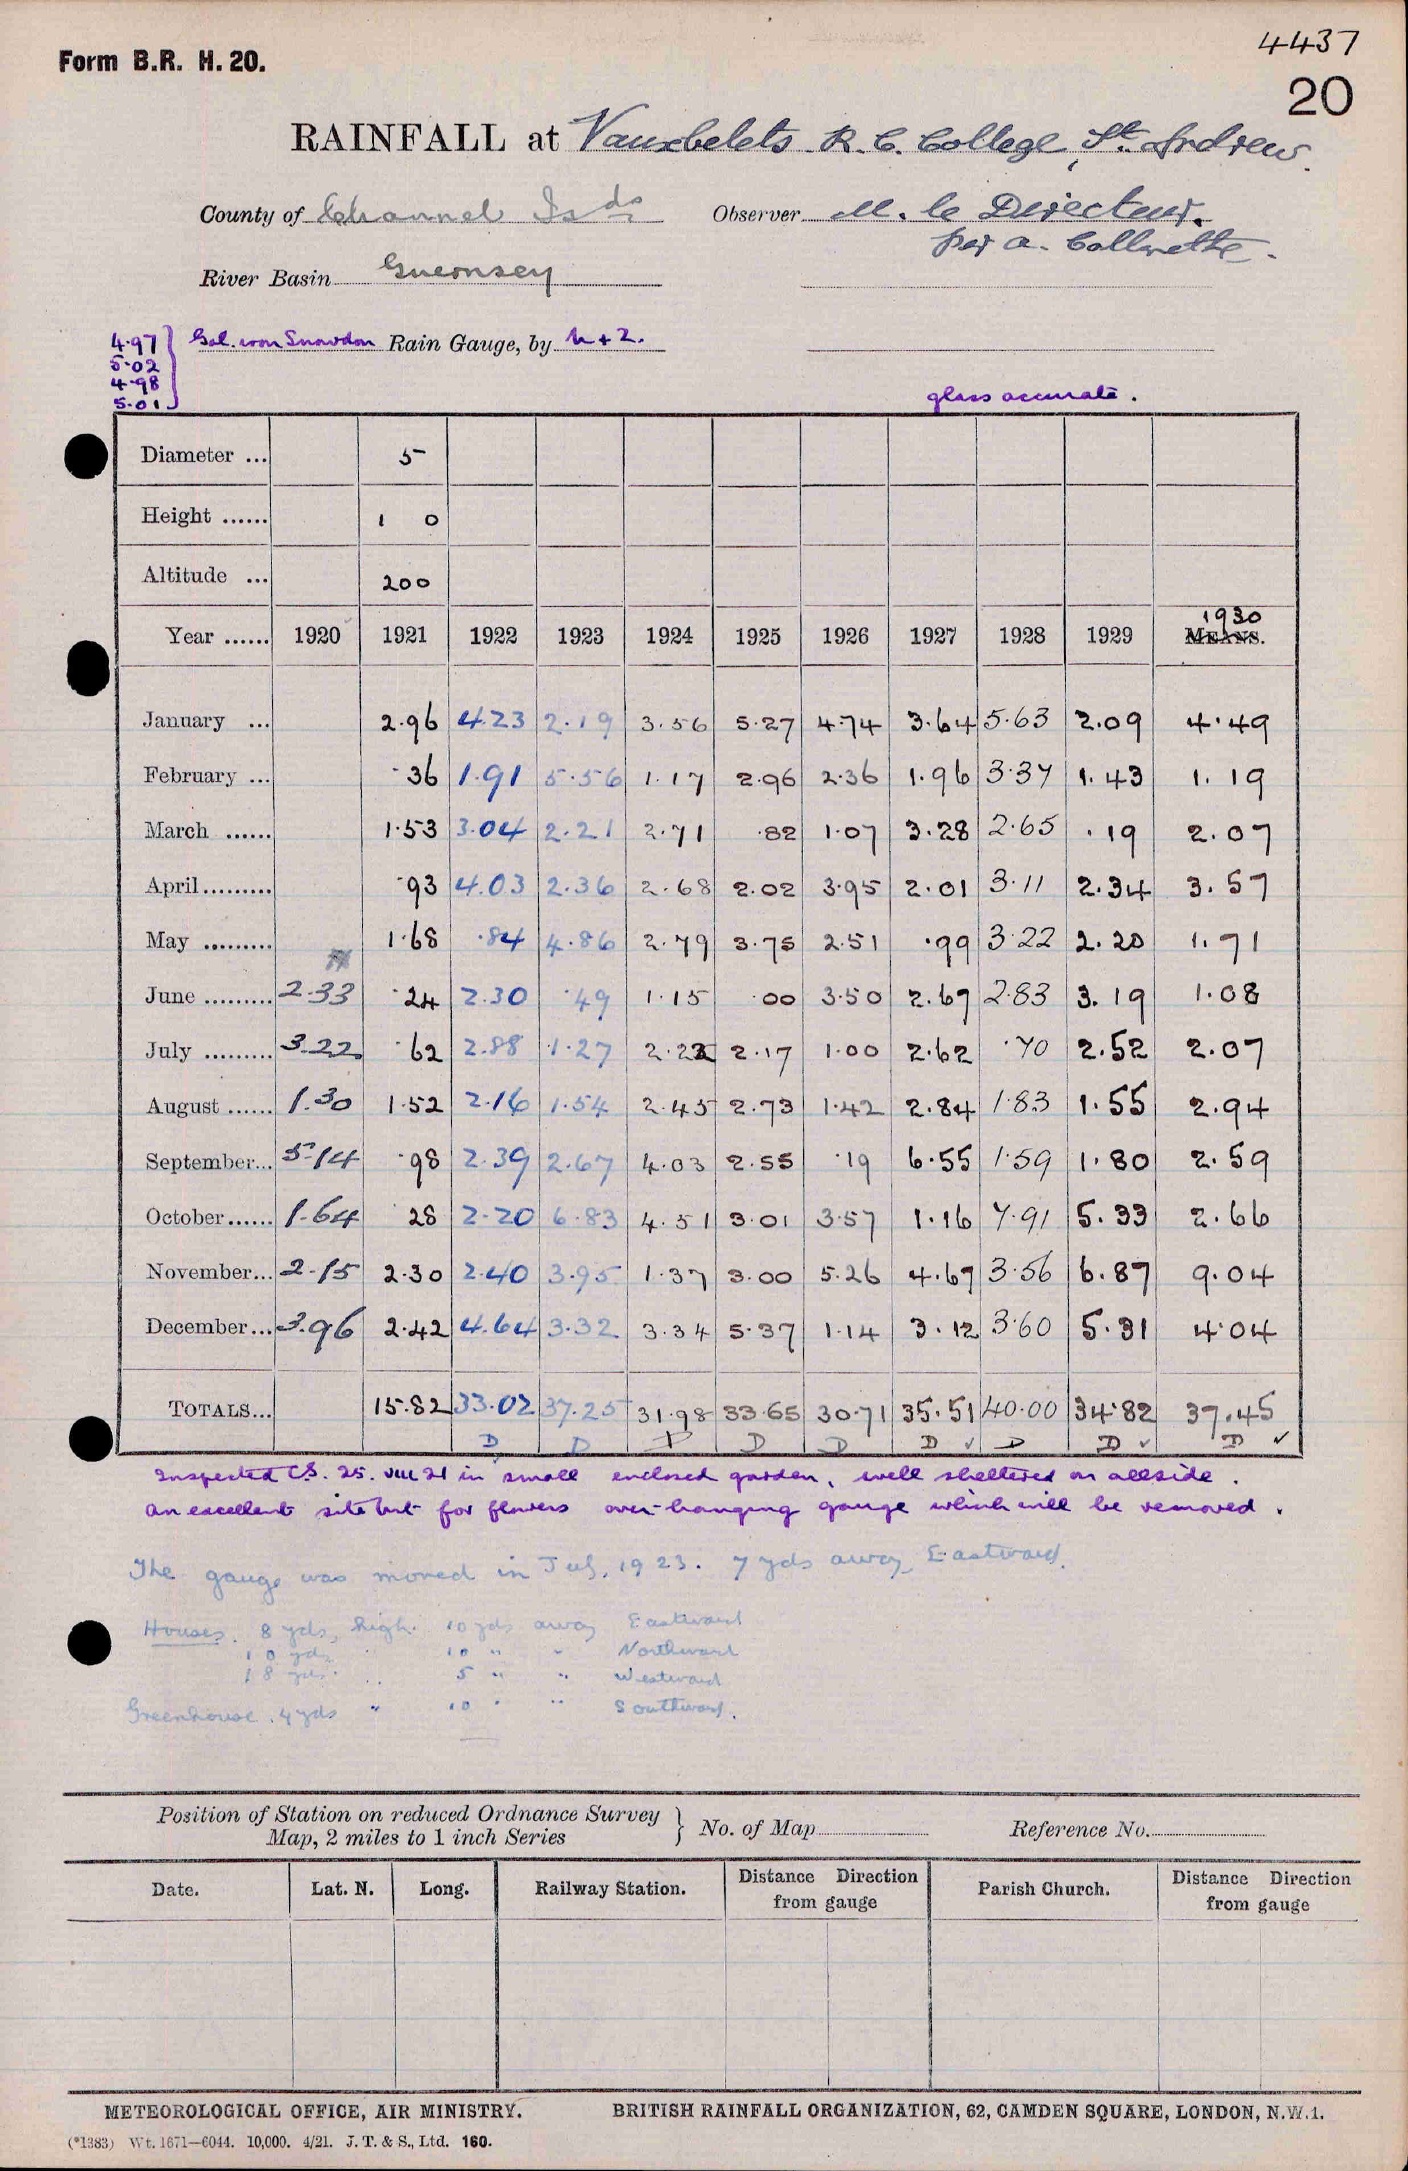 4437
Form B.R. H. 20.
20
RAINFALL at Vauxbelets R.C. College, St. Andrew.
County of Channel Isds Observer M. le Directeur.
per A. Collenette.
River Basin Guernsey
4.97
5.02
4.98
5.01
Gal. iron Snowdon Rain Gauge, by N + Z.
glass accurate.
Diameter ... 5
Height ...... 1 0
Altitude ... 200
1930
Year ...... 1920 1921 1922 1923 1924 1925 1926 1927 1928 1929 MEANS.
January ... 2.96 4.23 2.19 3.56 5.27 4.74 3.64 5.63 2.09 4.49
February ... .36 1.91 5.56 1.17 2.96 2.36 1.96 3.37 1.43 1.19
March ...... 1.53 3.04 2.21 2.71 .82 1.07 3.28 2.65 .19 2.07
April......... .93 4.03 2.36 2.68 2.02 3.95 2.01 3.11 2.34 3.57
May ......... 1.68 .84 4.86 2.79 3.75 2.51 .99 3.22 2.20 1.71
June ......... 2.33 .24 2.30 .49 1.15 .00 3.50 2.67 2.83 3.19 1.08
July ......... 3.22 .62 2.88 1.27 2.22 2.17 1.00 2.62 .70 2.52 2.07
August ...... 1.30 1.52 2.16 1.54 2.45 2.73 1.42 2.84 1.83 1.55 2.94
September... 5.14 .98 2.39 2.67 4.03 2.55 .19 6.55 1.59 1.80 2.59
October...... 1.64 .28 2.20 6.83 4.51 3.01 3.57 1.16 7.91 5.33 2.66
November... 2.15 2.30 2.40 3.95 1.37 3.00 5.26 4.67 3.56 6.87 9.04
December... 3.96 2.42 4.64 3.32 3.34 5.37 1.14 3.12 3.60 5.31 4.04
TOTALS... 15.82 33.02 37.25 31.98 33.65 30.71 35.51 40.00 34.82 37.45
D D D D D D ✓ D D ✓ D ✓
Inspected C.S. 25. VIII 21 in small enclosed garden, well sheltered on all side.
An excellent site but for flowers over-hanging gauge which will be removed.
The gauge was moved in July, 1923. 7 yds away, Eastward.
Houses. 8 yds, high. 10 yds away Eastward
10 yds " 10 " " Northward
18 yds. " 5 " " Westward
Greenhouse. 4 yds " 10 " " Southward.
Position of Station on reduced Ordnance Survey
Map, 2 miles to 1 inch Series } No. of Map Reference No.
Date. Lat. N. Long. Railway Station. Distance Direction from gauge Parish Church. Distance Direction from gauge
METEOROLOGICAL OFFICE, AIR MINISTRY. BRITISH RAINFALL ORGANIZATION, 62, CAMDEN SQUARE, LONDON, N.W.1.
(*1383) Wt. 1671—6044. 10,000. 4/21. J. T. & S., Ltd. 160.